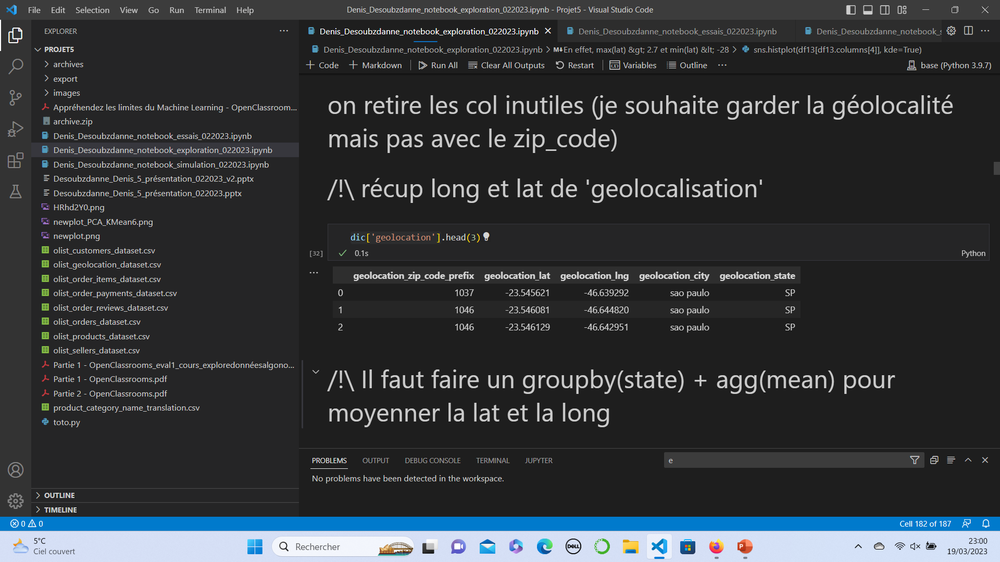 File Edit Selection View Go Run Terminal Help
Denis_Desoubzdanne_notebook_exploration_022023.ipynb - Projet5 - Visual Studio Code
EXPLORER
PROJET5
archives
export
images
Appréhendez les limites du Machine Learning - OpenClassroom...
archive.zip
Denis_Desoubzdanne_notebook_essais_022023.ipynb
Denis_Desoubzdanne_notebook_exploration_022023.ipynb
Denis_Desoubzdanne_notebook_simulation_022023.ipynb
Desoubzdanne_Denis_5_présentation_022023_v2.pptx
Desoubzdanne_Denis_5_présentation_022023.pptx
HRhd2Y0.png
newplot_PCA_KMean6.png
newplot.png
olist_customers_dataset.csv
olist_geolocation_dataset.csv
olist_order_items_dataset.csv
olist_order_payments_dataset.csv
olist_order_reviews_dataset.csv
olist_orders_dataset.csv
olist_products_dataset.csv
olist_sellers_dataset.csv
Partie 1 - OpenClassrooms_eval1_cours_exploredonnéesalgono...
Partie 1 - OpenClassrooms.pdf
Partie 2 - OpenClassrooms.pdf
product_category_name_translation.csv
toto.py
OUTLINE
TIMELINE
Denis_Desoubzdanne_notebook_exploration_022023.ipynb
Denis_Desoubzdanne_notebook_essais_022023.ipynb
Denis_Desoubzdanne_notebook_s
Denis_Desoubzdanne_notebook_exploration_022023.ipynb > M↓En effet, max(lat) &gt; 2.7 et min(lat) &lt; -28 > sns.histplot(df13[df13.columns[4]], kde=True)
+ Code + Markdown Run All Clear All Outputs Restart Variables Outline ... base (Python 3.9.7)
on retire les col inutiles (je souhaite garder la géolocalité
mais pas avec le zip_code)
/!\ récup long et lat de 'geolocalisation'
dic['geolocation'].head(3)
[32] 0.1s Python
geolocation_zip_code_prefix geolocation_lat geolocation_lng geolocation_city geolocation_state
0 1037 -23.545621 -46.639292 sao paulo SP
1 1046 -23.546081 -46.644820 sao paulo SP
2 1046 -23.546129 -46.642951 sao paulo SP
/!\ Il faut faire un groupby(state) + agg(mean) pour
moyenner la lat et la long
PROBLEMS OUTPUT DEBUG CONSOLE TERMINAL JUPYTER
e
No problems have been detected in the workspace.
0 0
Cell 182 of 187
5°C
Ciel couvert
Rechercher
DELL
23:00
19/03/2023